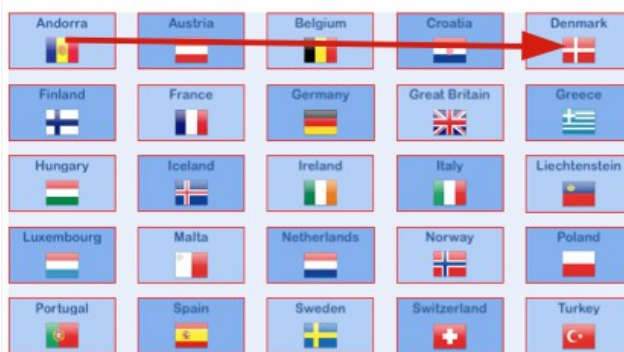 Andorra Austria Belgium Croatia Denmark
Finland France Germany Great Britain Greece
Hungary Iceland Ireland Italy Liechtenstein
Luxembourg Malta Netherlands Norway Poland
Portugal Spain Sweden Switzerland Turkey